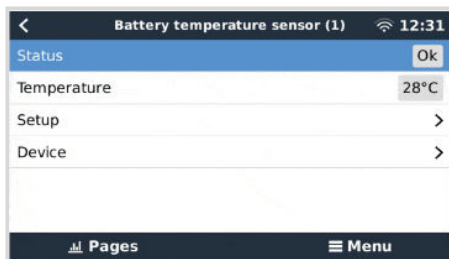 Battery temperature sensor (1) 12:31
Status Ok
Temperature 28°C
Setup
Device
Pages Menu